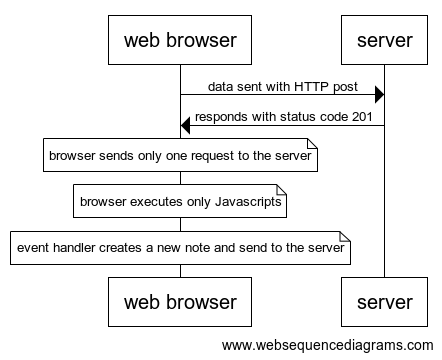 web browser
server
data sent with HTTP post
responds with status code 201
browser sends only one request to the server
browser executes only Javascripts
event handler creates a new note and send to the server
web browser
server
www.websequencediagrams.com